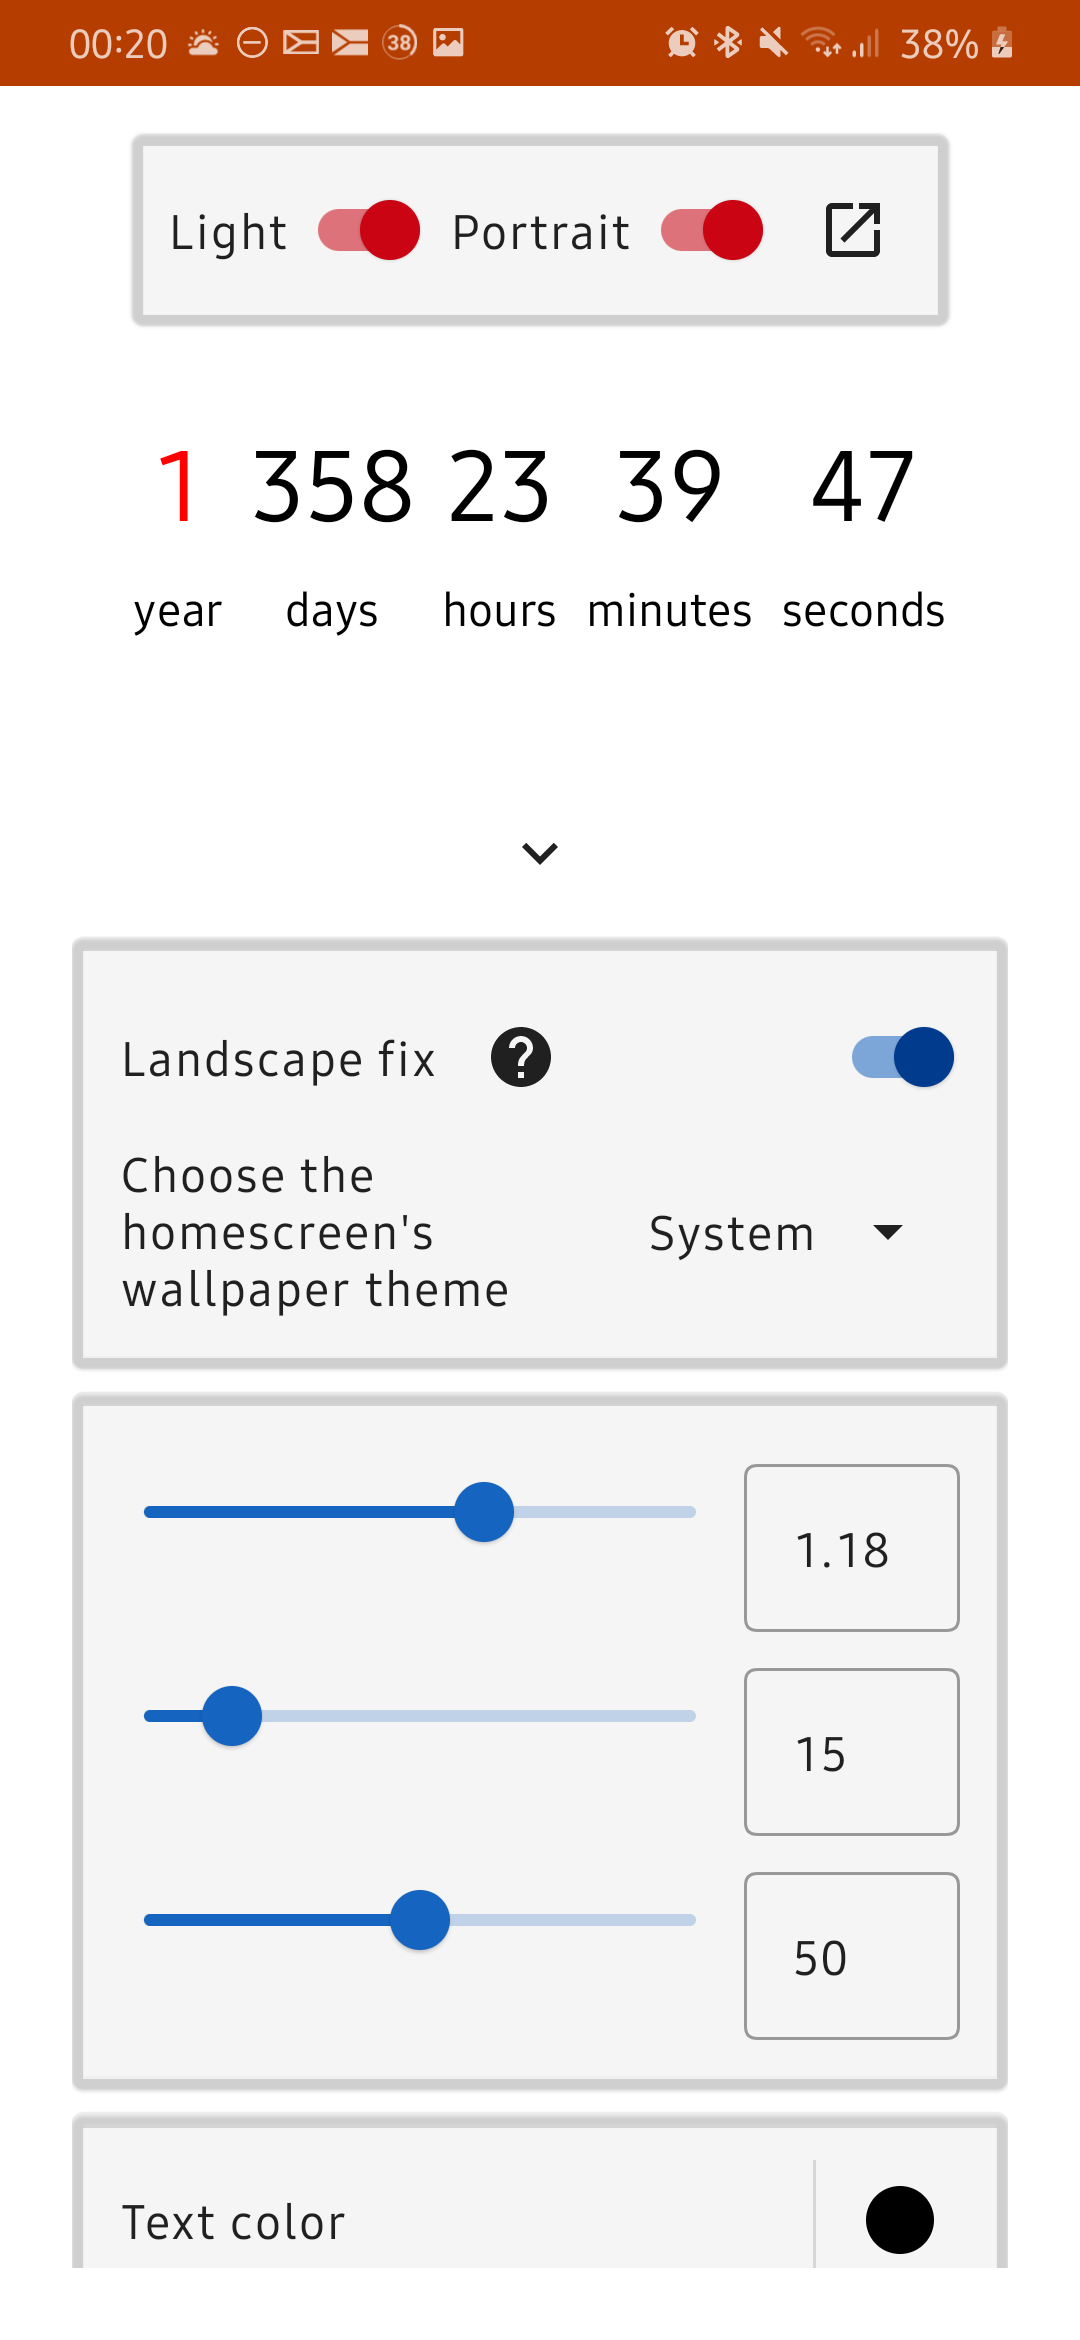 00:20 38 38%
Light Portrait
1 358 23 39 47
year days hours minutes seconds
Landscape fix ?
Choose the
homescreen's
wallpaper theme
System
1.18
15
50
Text color